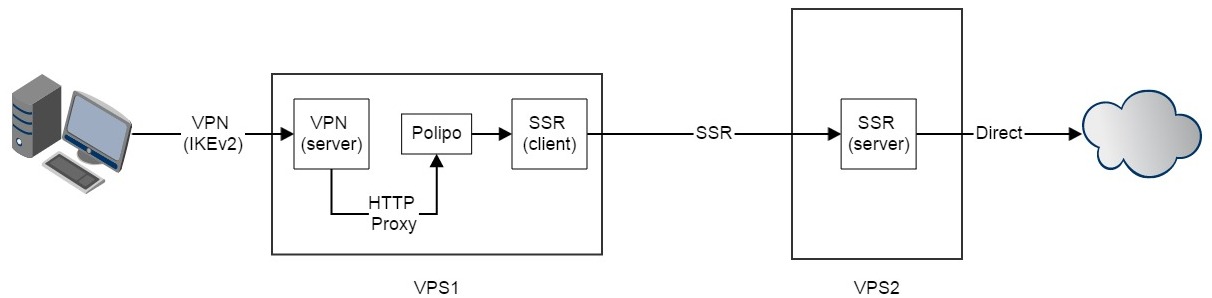 VPN
(IKEv2)
VPN
(server)
HTTP
Proxy
Polipo
SSR
(client)
SSR
SSR
(server)
Direct
VPS1
VPS2